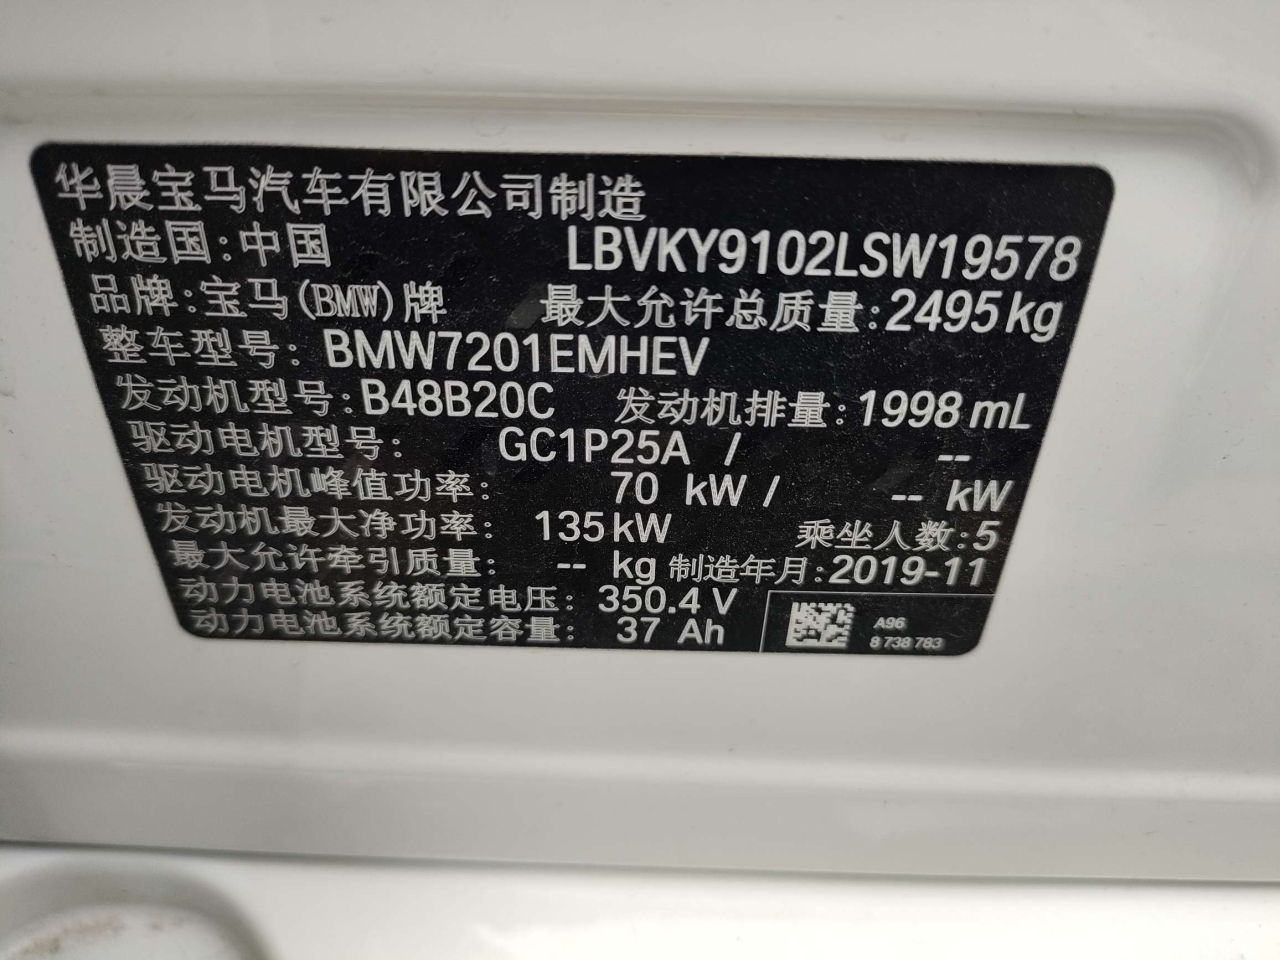 华晨宝马汽车有限公司制造
制造国:中国 LBVKY9102LSW19578
品牌:宝马(BMW)牌 最大允许总质量:2495kg
整车型号:BMW7201EMHEV
发动机型号:B48B20C 发动机排量:1998 mL
驱动电机型号: GC1P25A / --
驱动电机峰值功率: 70 kW / -- kW
发动机最大净功率: 135kW 乘坐人数:5
最大允许牵引质量: -- kg 制造年月:2019-11
动力电池系统额定电压: 350.4 V
动力电池系统额定容量: 37 Ah
A96
8 738 783